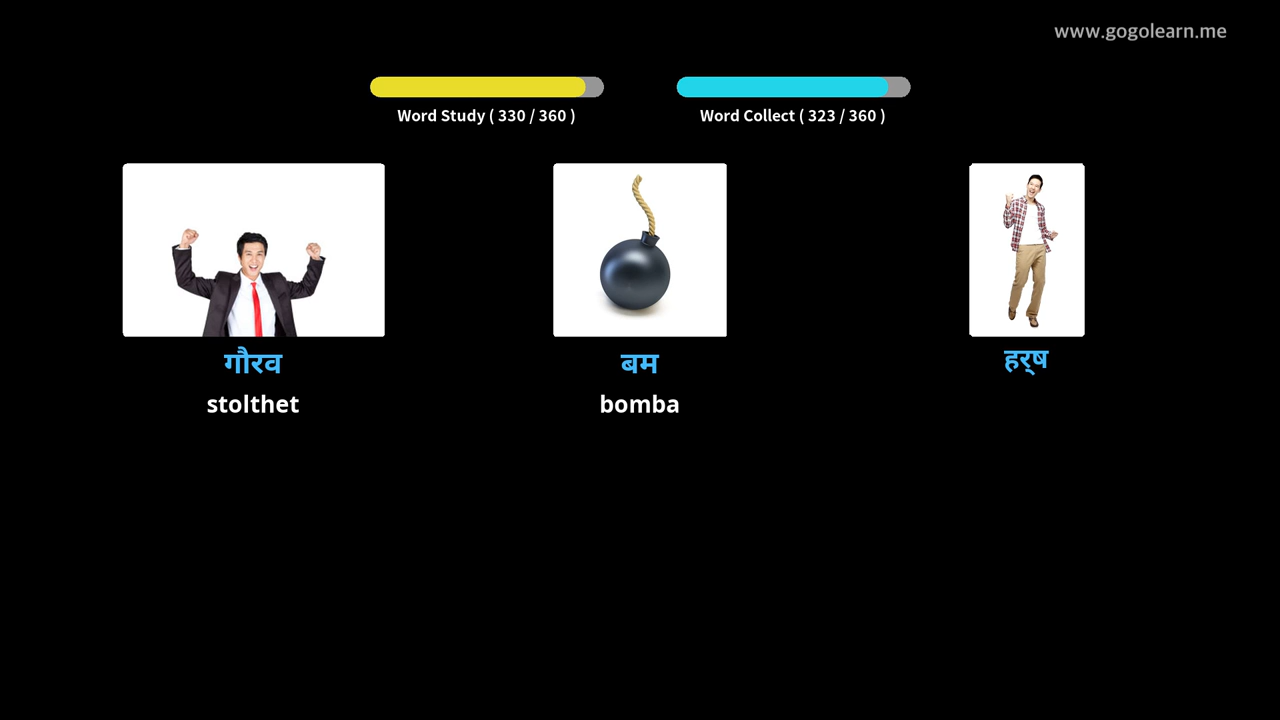 www.gogolearn.me
Word Study ( 330 / 360 )
Word Collect ( 323 / 360 )
गौरव
बम
हर्ष
stolthet
bomba